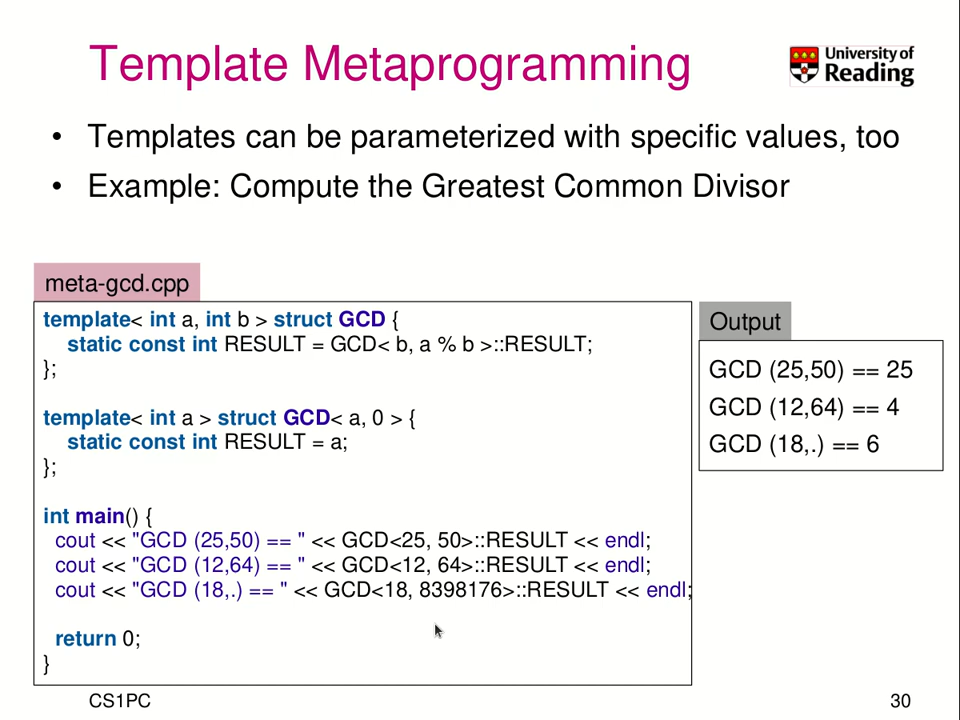 Template Metaprogramming
University of
Reading
• Templates can be parameterized with specific values, too
• Example: Compute the Greatest Common Divisor
meta-gcd.cpp
template< int a, int b > struct GCD {
static const int RESULT = GCD< b, a % b >::RESULT;
};
template< int a > struct GCD< a, 0 > {
static const int RESULT = a;
};
int main() {
cout << "GCD (25,50) == " << GCD<25, 50>::RESULT << endl;
cout << "GCD (12,64) == " << GCD<12, 64>::RESULT << endl;
cout << "GCD (18,.) == " << GCD<18, 8398176>::RESULT << endl;
return 0;
}
Output
GCD (25,50) == 25
GCD (12,64) == 4
GCD (18,.) == 6
CS1PC
30